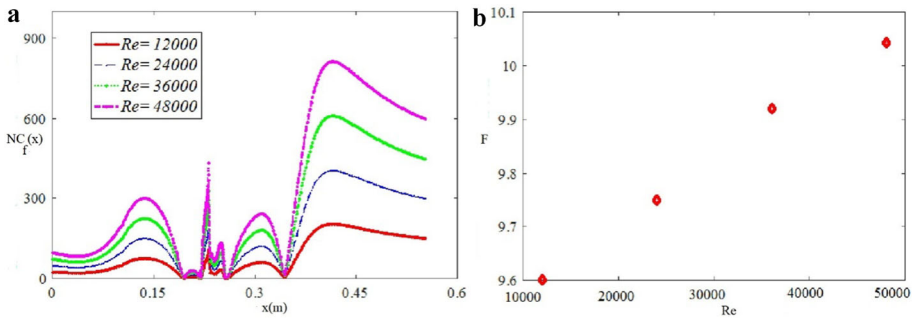 a
900
600
300
0
NC (x)
f
Re= 12000
Re= 24000
Re= 36000
Re= 48000
0 0.15 0.3 0.45 0.6
x(m)
b
10.1
10
9.9
9.8
9.7
9.6
F
10000 20000 30000 40000 50000
Re